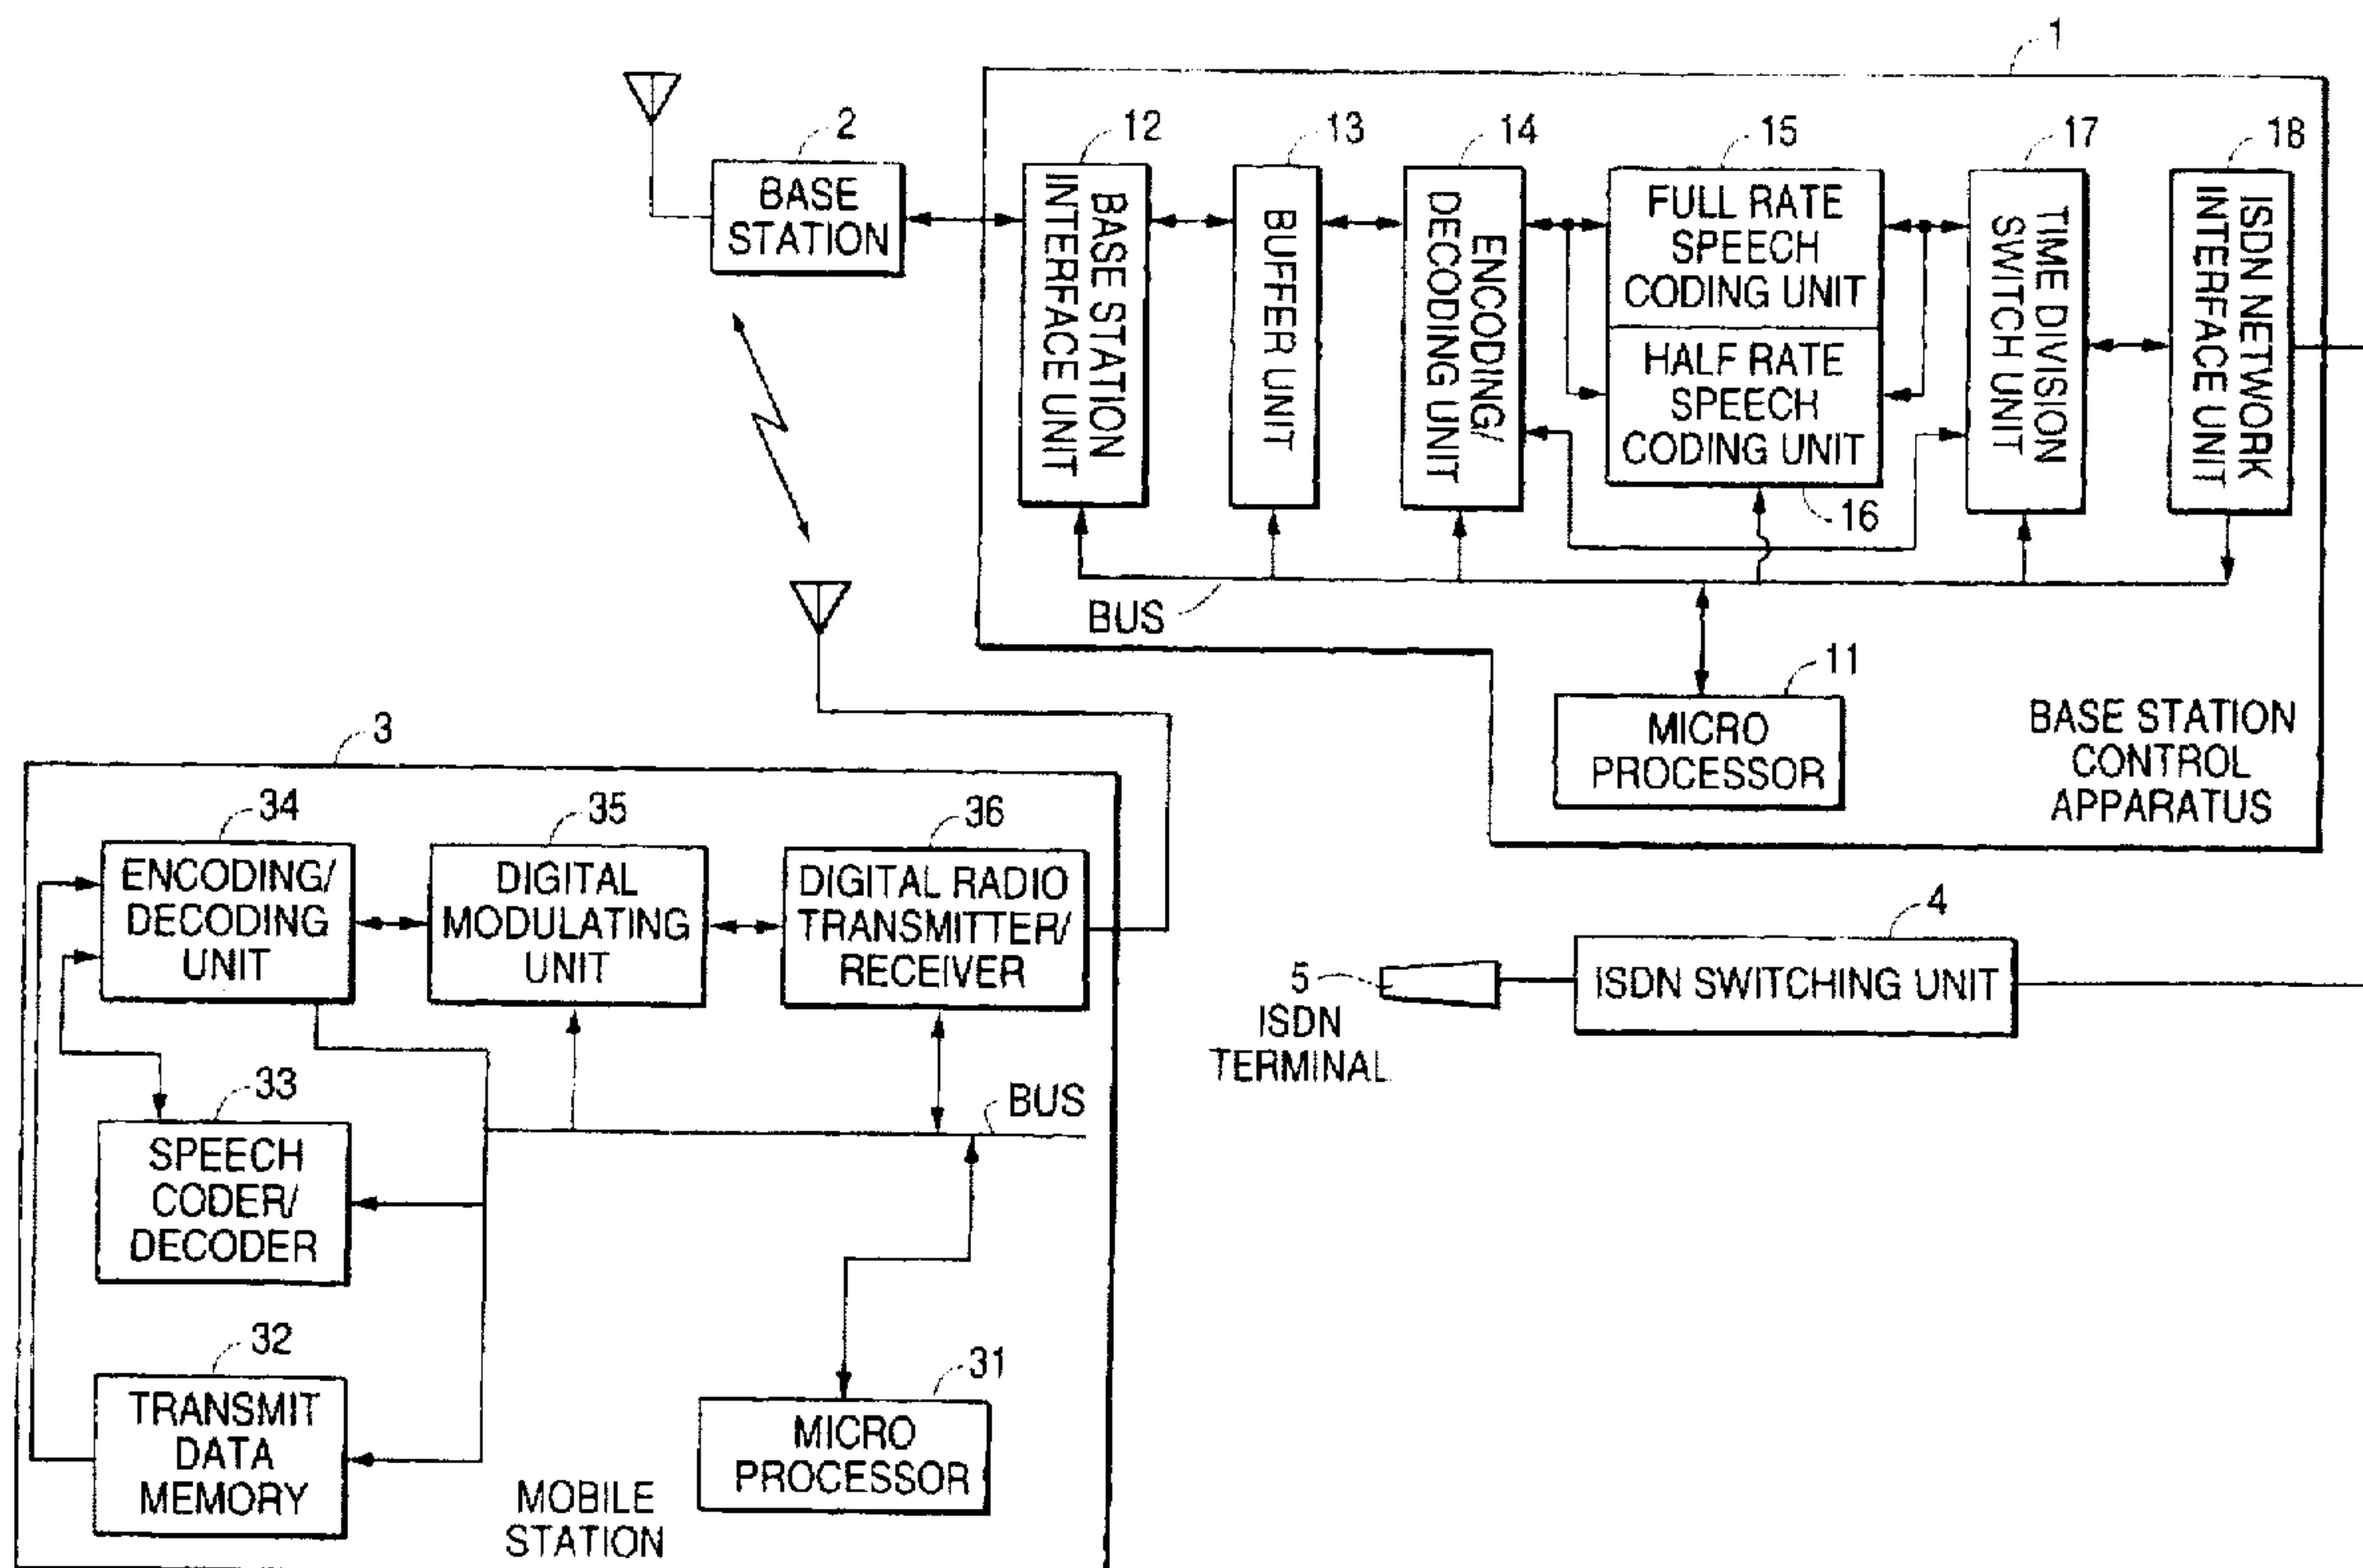 1
2
BASE
STATION
12
BASE STATION
INTERFACE UNIT
13
BUFFER UNIT
14
ENCODING/
DECODING UNIT
15
FULL RATE
SPEECH
CODING UNIT
HALF RATE
SPEECH
CODING UNIT
16
17
TIME DIVISION
SWITCH UNIT
18
ISDN NETWORK
INTERFACE UNIT
BUS
11
MICRO
PROCESSOR
BASE STATION
CONTROL
APPARATUS
3
34
ENCODING/
DECODING
UNIT
35
DIGITAL
MODULATING
UNIT
36
DIGITAL RADIO
TRANSMITTER/
RECEIVER
4
ISDN SWITCHING UNIT
5
ISDN
TERMINAL
33
SPEECH
CODER/
DECODER
BUS
32
TRANSMIT
DATA
MEMORY
31
MICRO
PROCESSOR
MOBILE
STATION